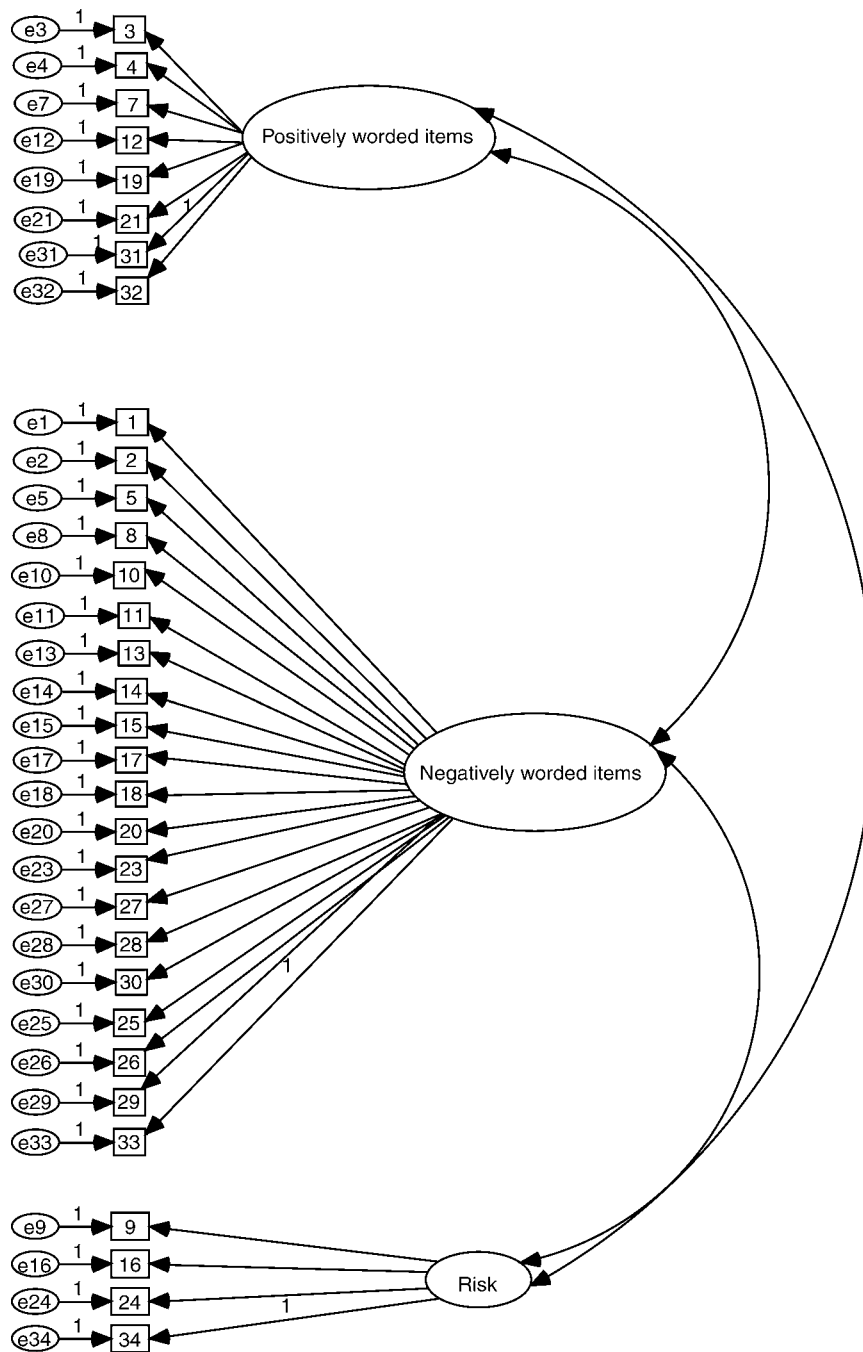 e3 1 3
e4 1 4
e7 1 7
Positively worded items
e12 1 12
e19 1 19
e21 1 21
1
e31 1 31
e32 1 32
e1 1 1
e2 1 2
e5 1 5
e8 1 8
e10 1 10
e11 1 11
e13 1 13
e14 1 14
e15 1 15
e17 1 17
Negatively worded items
e18 1 18
e20 1 20
e23 1 23
e27 1 27
e28 1 28
1
e30 1 30
e25 1 25
e26 1 26
e29 1 29
e33 1 33
e9 1 9
e16 1 16
Risk
e24 1 24
1
e34 1 34